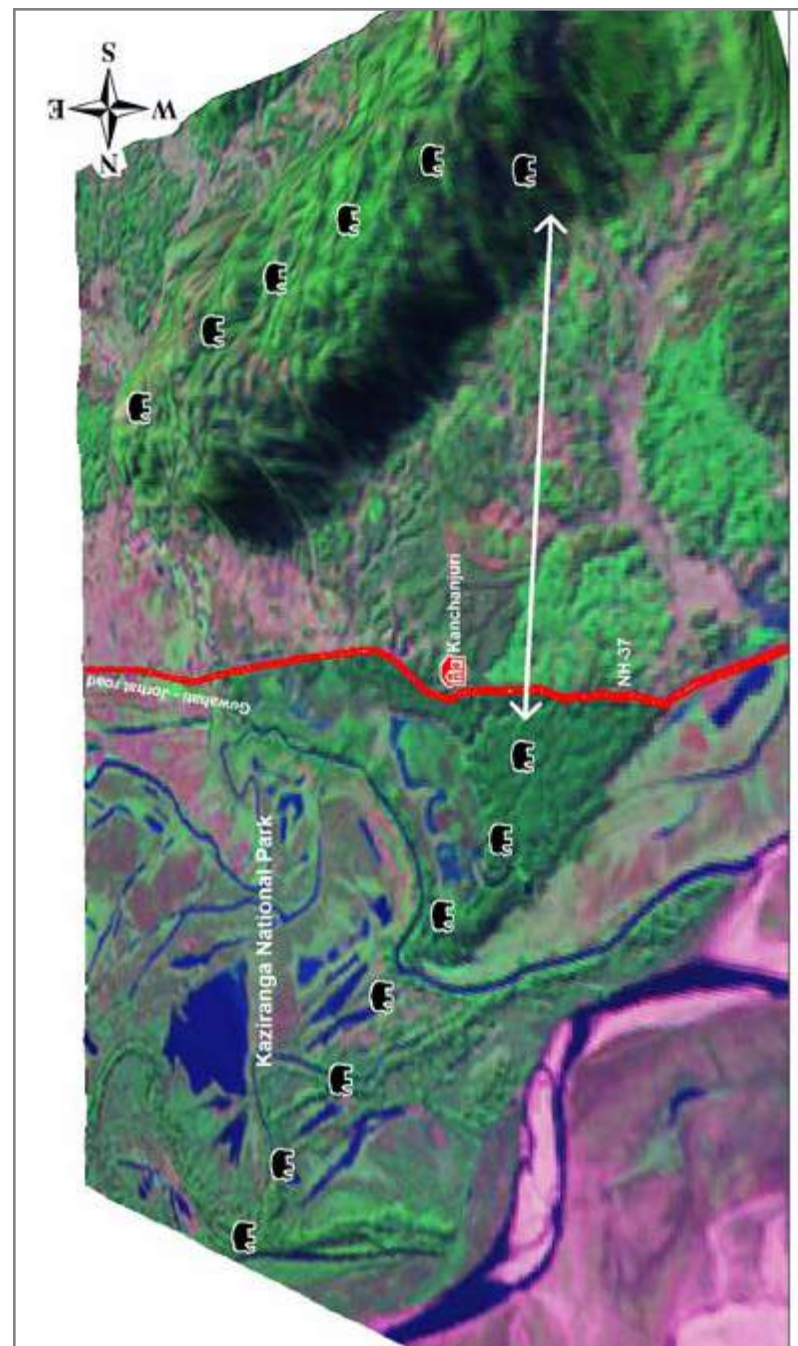 S
E
W
N
Kanchanjuri
NH-37
Guwahati - Jorhat road
Kaziranga National Park